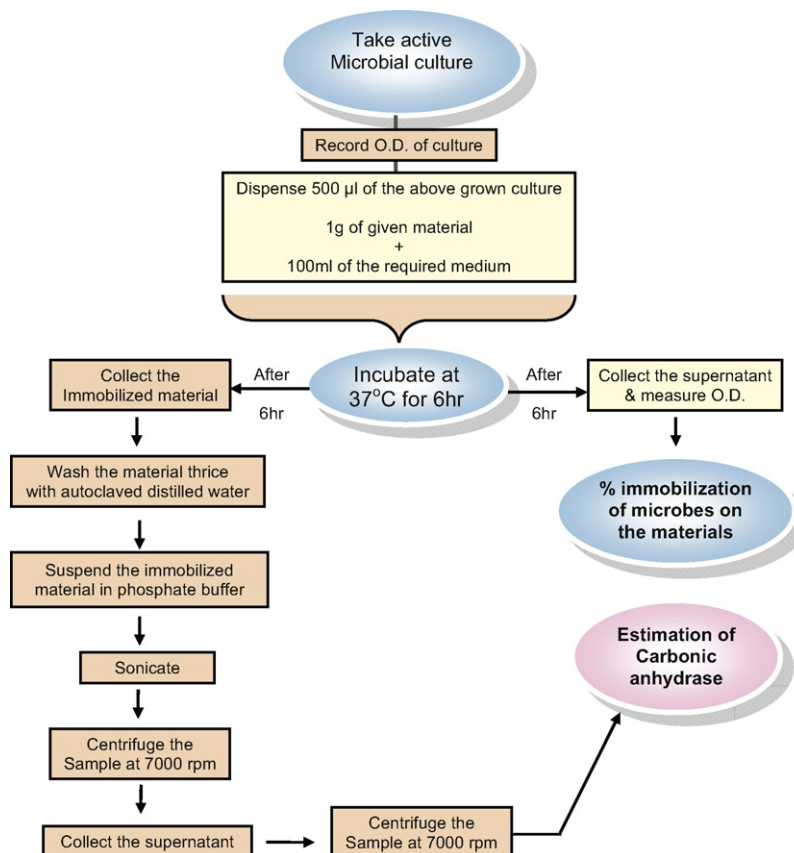 Take active
Microbial culture
Record O.D. of culture
Dispense 500 µl of the above grown culture
1g of given material
+
100ml of the required medium
Collect the
Immobilized material
After
6hr
Incubate at
37°C for 6hr
After
6hr
Collect the supernatant
& measure O.D.
Wash the material thrice
with autoclaved distilled water
% immobilization
of microbes on
the materials
Suspend the immobilized
material in phosphate buffer
Sonicate
Estimation of
Carbonic
anhydrase
Centrifuge the
Sample at 7000 rpm
Collect the supernatant
Centrifuge the
Sample at 7000 rpm